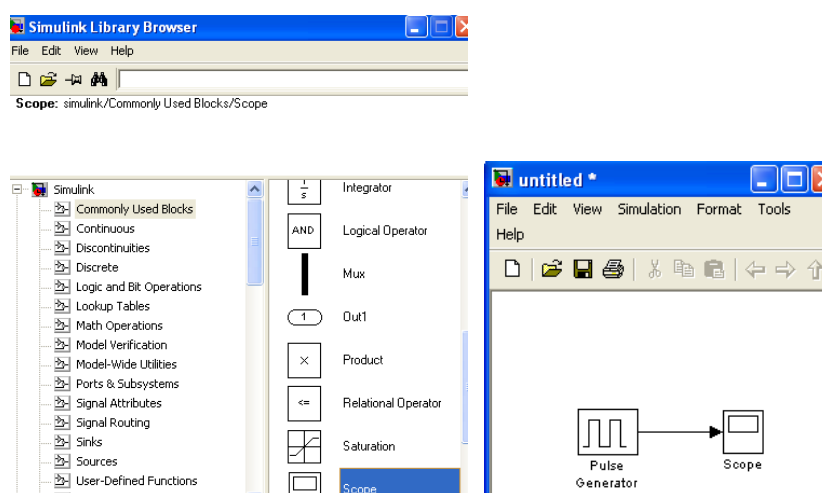 Simulink Library Browser
File Edit View Help
Scope: simulink/Commonly Used Blocks/Scope
Simulink
Commonly Used Blocks
Continuous
Discontinuities
Discrete
Logic and Bit Operations
Lookup Tables
Math Operations
Model Verification
Model-Wide Utilities
Ports & Subsystems
Signal Attributes
Signal Routing
Sinks
Sources
User-Defined Functions
1
s
Integrator
AND
Logical Operator
Mux
1
Out1
×
Product
<=
Relational Operator
Saturation
Scope
untitled *
File Edit View Simulation Format Tools
Help
Pulse
Generator
Scope